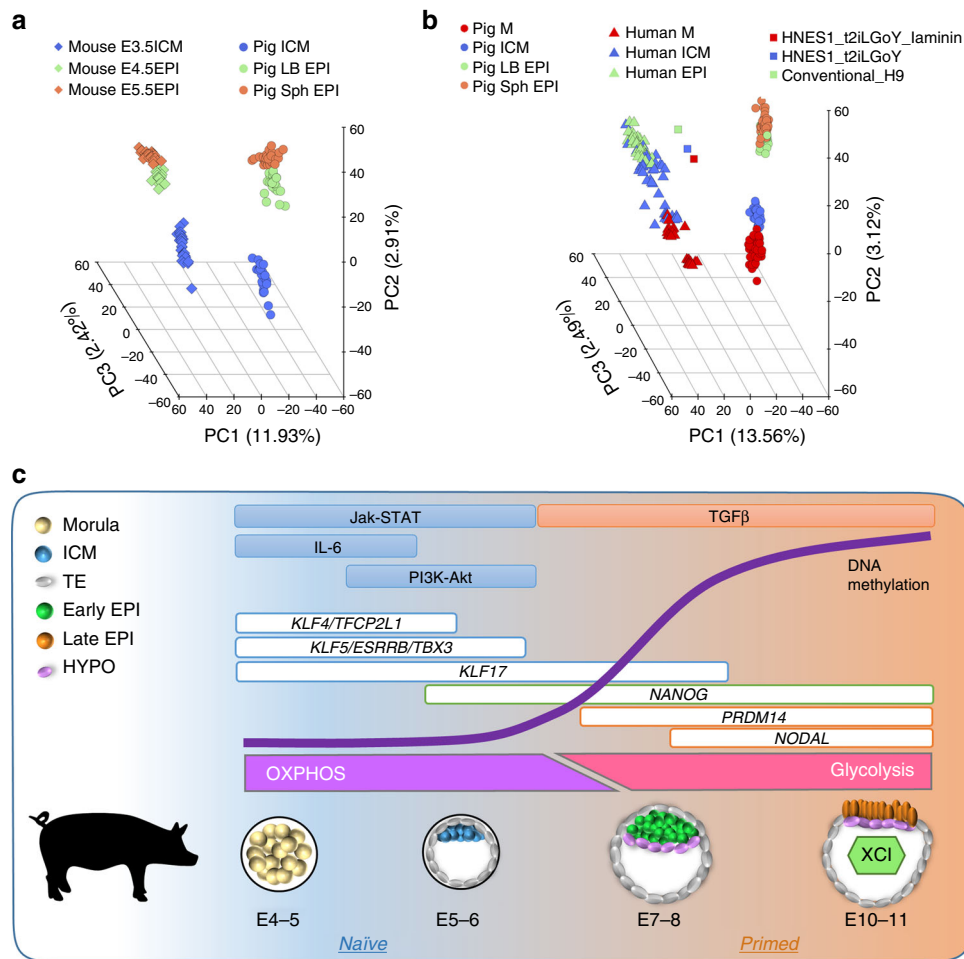 a
Mouse E3.5ICM
Mouse E4.5EPI
Mouse E5.5EPI
Pig ICM
Pig LB EPI
Pig Sph EPI
60
40
20
0
−20
−40
−60
PC2 (2.91%)
60
40
20
0
−20
−40
−60
PC3 (2.42%)
60
40
20
0
−20
−40
−60
PC1 (11.93%)
b
Pig M
Pig ICM
Pig LB EPI
Pig Sph EPI
Human M
Human ICM
Human EPI
HNES1_t2iLGoY_laminin
HNES1_t2iLGoY
Conventional_H9
60
40
20
0
−20
−40
−60
PC2 (3.12%)
60
40
20
0
−20
−40
−60
PC3 (2.49%)
60
40
20
0
−20
−40
−60
PC1 (13.56%)
c
Morula
ICM
TE
Early EPI
Late EPI
HYPO
Jak-STAT
TGFβ
IL-6
PI3K-Akt
DNA
methylation
KLF4/TFCP2L1
KLF5/ESRRB/TBX3
KLF17
NANOG
PRDM14
NODAL
OXPHOS
Glycolysis
XCI
E4–5
E5–6
E7–8
E10–11
Naïve
Primed